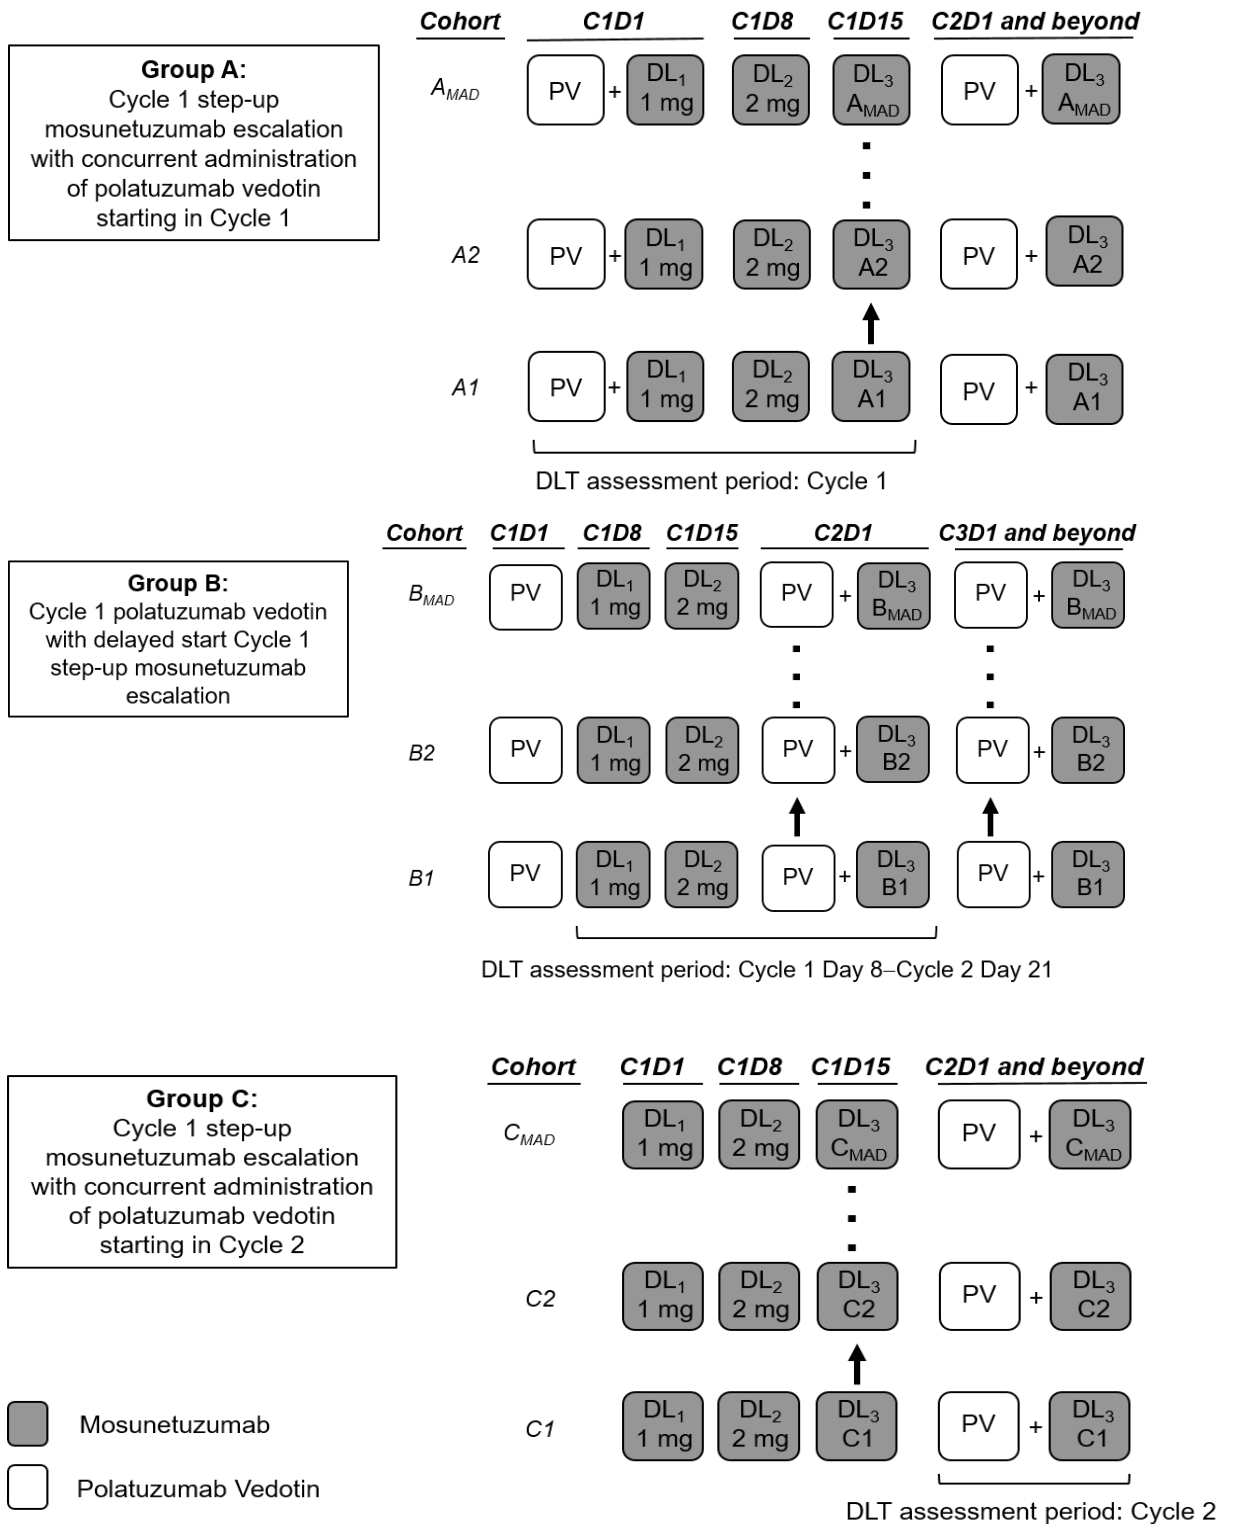 Cohort C1D1 C1D8 C1D15 C2D1 and beyond
Group A:
Cycle 1 step-up
mosunetuzumab escalation
with concurrent administration
of polatuzumab vedotin
starting in Cycle 1
AMAD PV + DL1 1 mg DL2 2 mg DL3 AMAD PV + DL3 AMAD
A2 PV + DL1 1 mg DL2 2 mg DL3 A2 PV + DL3 A2
A1 PV + DL1 1 mg DL2 2 mg DL3 A1 PV + DL3 A1
DLT assessment period: Cycle 1
Cohort C1D1 C1D8 C1D15 C2D1 C3D1 and beyond
Group B:
Cycle 1 polatuzumab vedotin
with delayed start Cycle 1
step-up mosunetuzumab
escalation
BMAD PV DL1 1 mg DL2 2 mg PV + DL3 BMAD PV + DL3 BMAD
B2 PV DL1 1 mg DL2 2 mg PV + DL3 B2 PV + DL3 B2
B1 PV DL1 1 mg DL2 2 mg PV + DL3 B1 PV + DL3 B1
DLT assessment period: Cycle 1 Day 8–Cycle 2 Day 21
Cohort C1D1 C1D8 C1D15 C2D1 and beyond
Group C:
Cycle 1 step-up
mosunetuzumab escalation
with concurrent administration
of polatuzumab vedotin
starting in Cycle 2
CMAD DL1 1 mg DL2 2 mg DL3 CMAD PV + DL3 CMAD
C2 DL1 1 mg DL2 2 mg DL3 C2 PV + DL3 C2
C1 DL1 1 mg DL2 2 mg DL3 C1 PV + DL3 C1
Mosunetuzumab
Polatuzumab Vedotin
DLT assessment period: Cycle 2